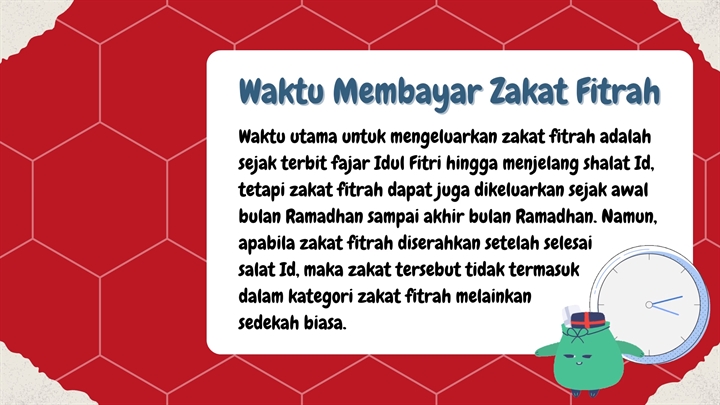 Waktu Membayar Zakat Fitrah
Waktu utama untuk mengeluarkan zakat fitrah adalah
sejak terbit fajar Idul Fitri hingga menjelang shalat Id,
tetapi zakat fitrah dapat juga dikeluarkan sejak awal
bulan Ramadhan sampai akhir bulan Ramadhan. Namun,
apabila zakat fitrah diserahkan setelah selesai
salat Id, maka zakat tersebut tidak termasuk
dalam kategori zakat fitrah melainkan
sedekah biasa.